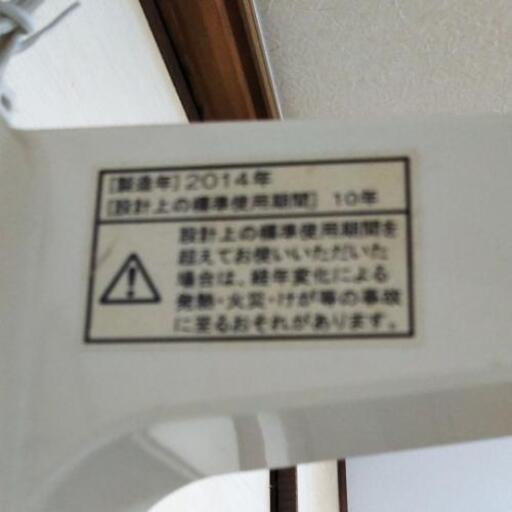 [製造年]2014年
[設計上の標準使用期間] 10年
設計上の標準使用期間を
超えてお使いいただいた
場合は、経年変化による
発熱・火災・けが等の事故
に至るおそれがあります。